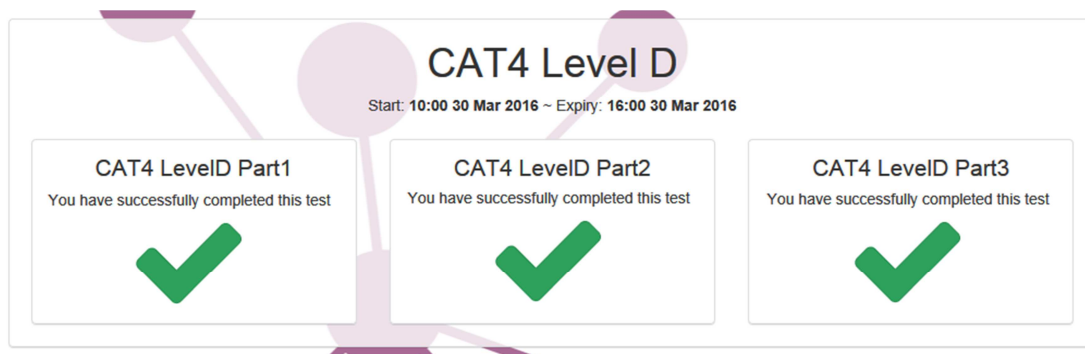 CAT4 Level D
Start: 10:00 30 Mar 2016 ~ Expiry: 16:00 30 Mar 2016
CAT4 LevelD Part1
You have successfully completed this test
CAT4 LevelD Part2
You have successfully completed this test
CAT4 LevelD Part3
You have successfully completed this test